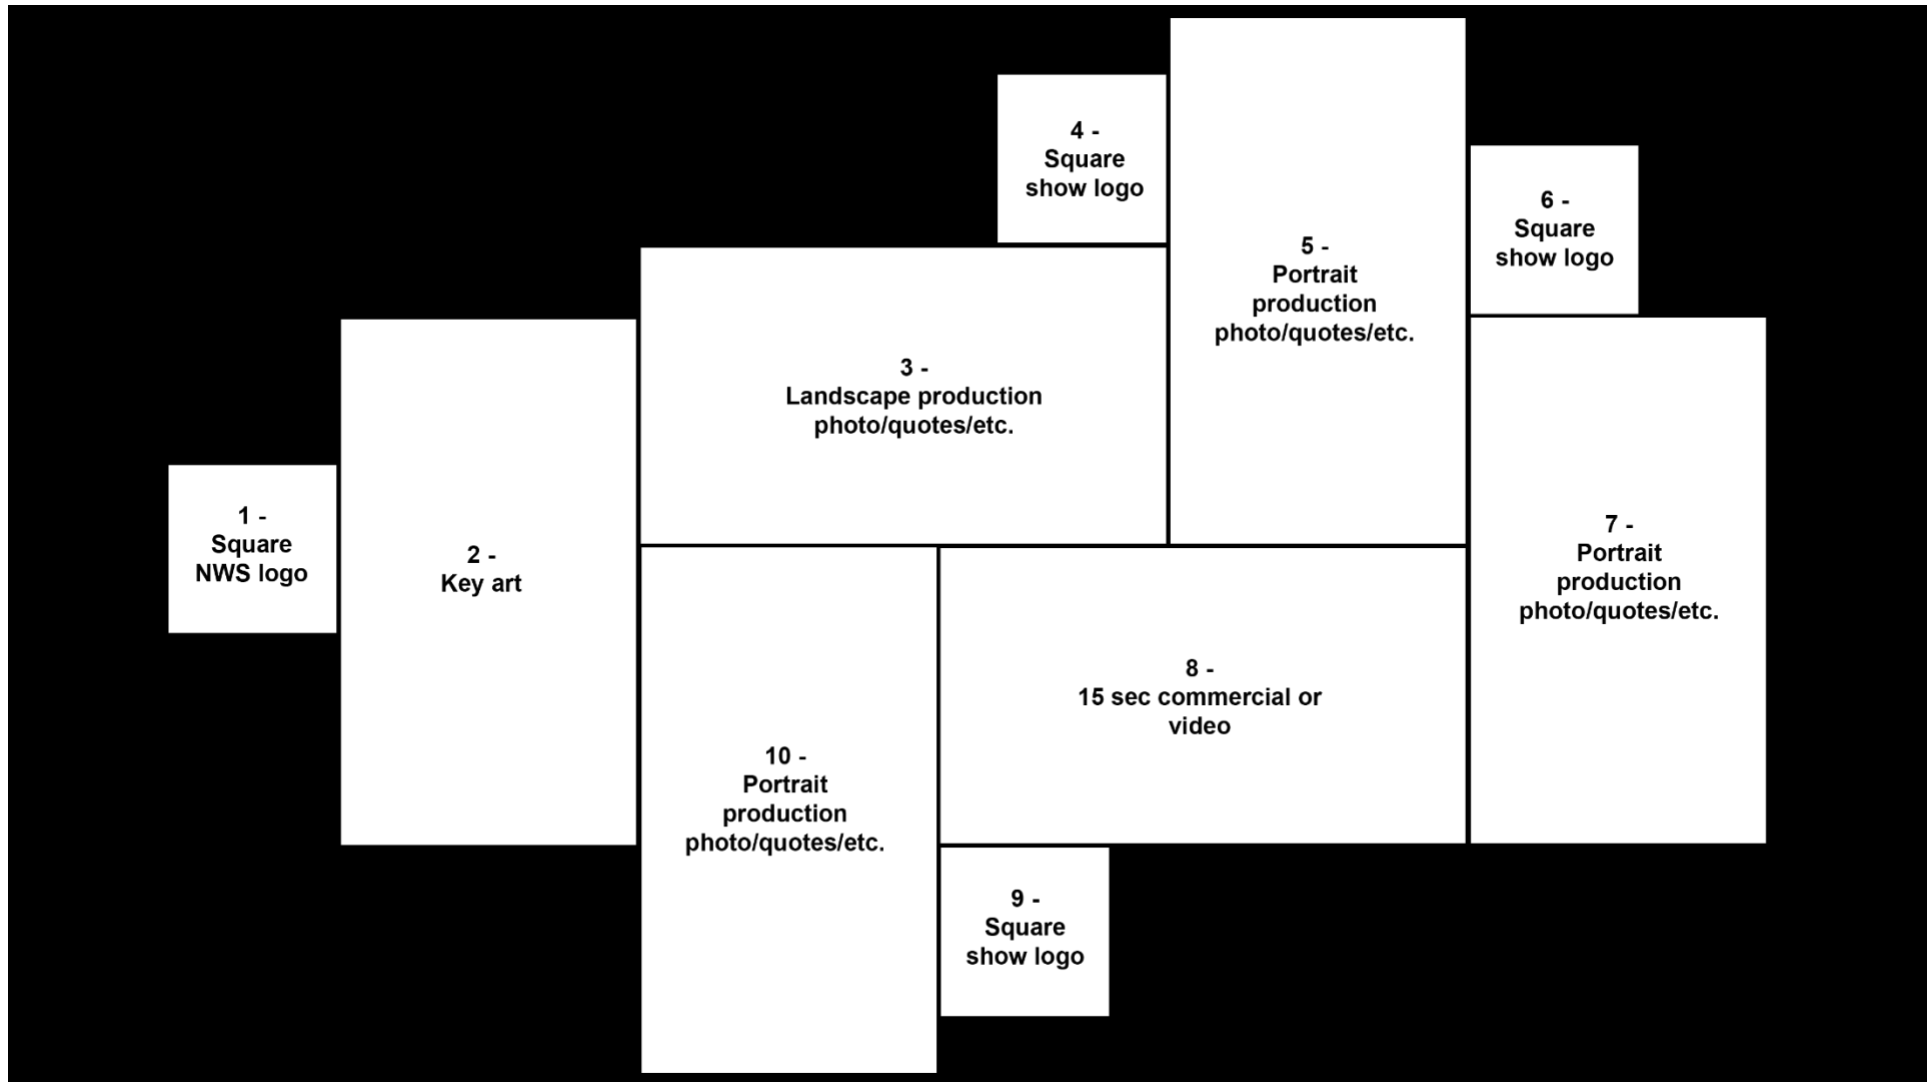 1 -
Square
NWS logo
2 -
Key art
3 -
Landscape production
photo/quotes/etc.
4 -
Square
show logo
5 -
Portrait
production
photo/quotes/etc.
6 -
Square
show logo
7 -
Portrait
production
photo/quotes/etc.
8 -
15 sec commercial or
video
9 -
Square
show logo
10 -
Portrait
production
photo/quotes/etc.